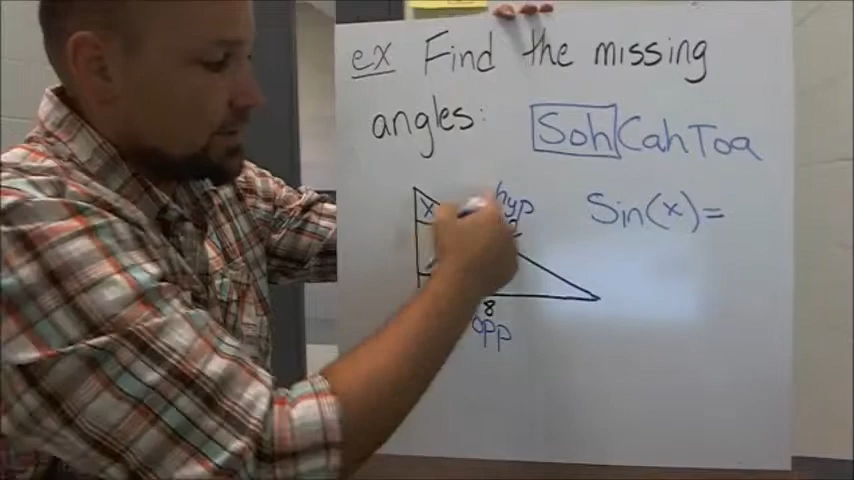 ex Find the missing
angles:
SohCahToa
x
hyp
Sin(x)=
8
opp